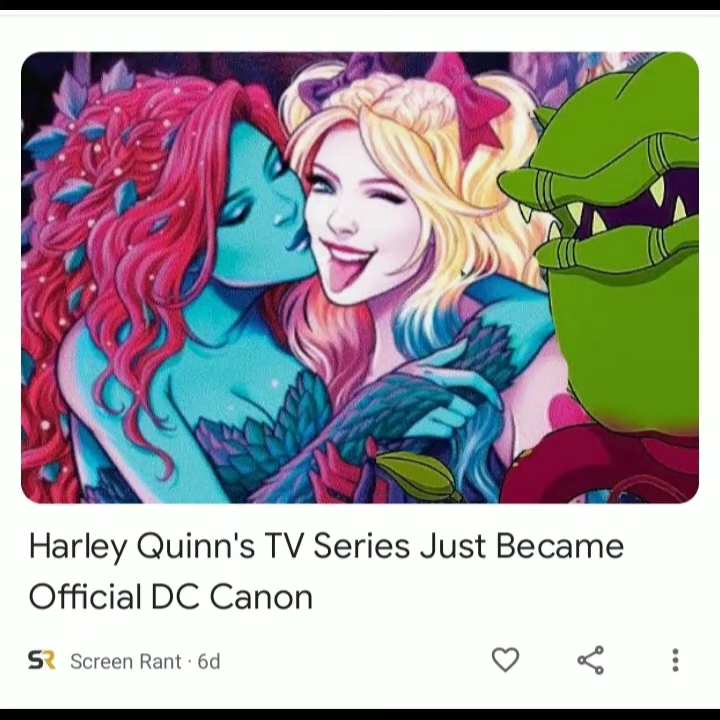 Harley Quinn's TV Series Just Became
Official DC Canon
SR Screen Rant · 6d